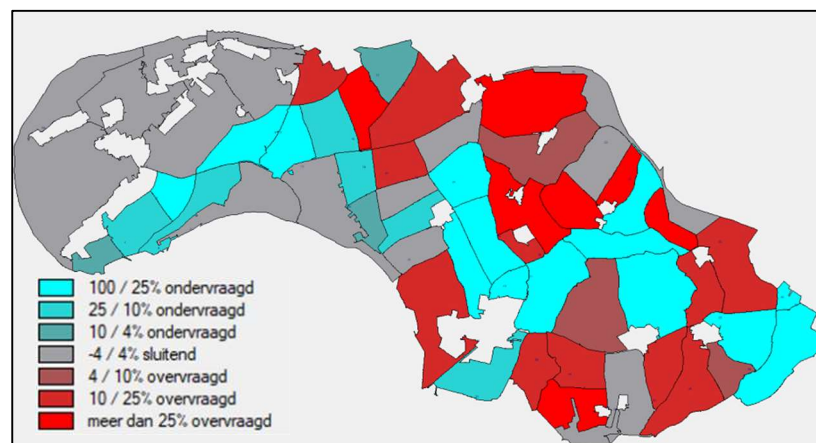 100 / 25% ondervraagd
25 / 10% ondervraagd
10 / 4% ondervraagd
-4 / 4% sluitend
4 / 10% overvraagd
10 / 25% overvraagd
meer dan 25% overvraagd